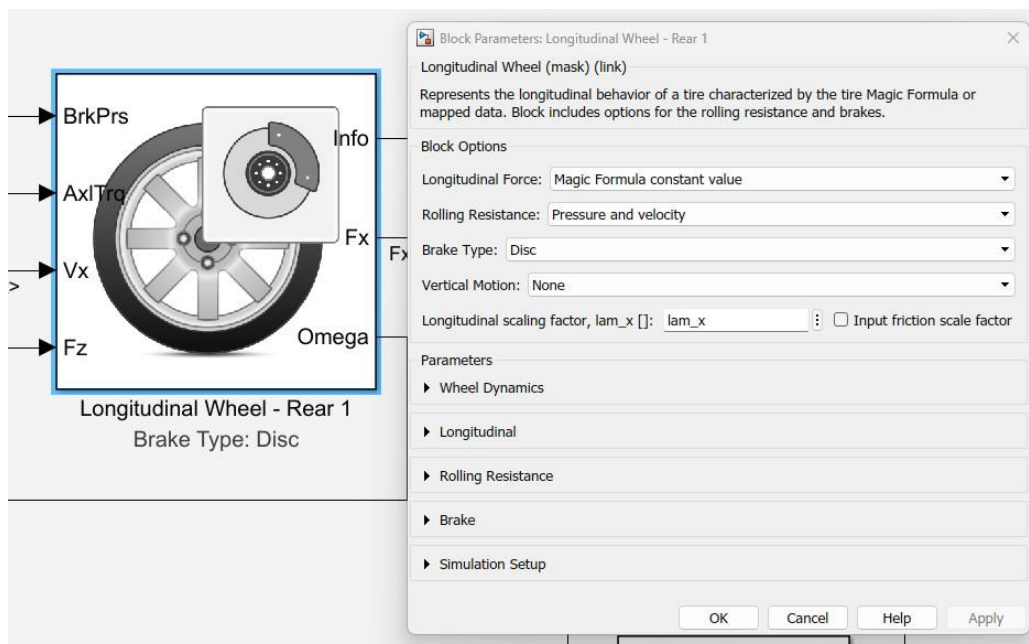 BrkPrs
Info
AxlTrq
Fx
Fx
Vx
>
Omega
Fz
Longitudinal Wheel - Rear 1
Brake Type: Disc
Block Parameters: Longitudinal Wheel - Rear 1
Longitudinal Wheel (mask) (link)
Represents the longitudinal behavior of a tire characterized by the tire Magic Formula or
mapped data. Block includes options for the rolling resistance and brakes.
Block Options
Longitudinal Force: Magic Formula constant value
Rolling Resistance: Pressure and velocity
Brake Type: Disc
Vertical Motion: None
Longitudinal scaling factor, lam_x []: lam_x Input friction scale factor
Parameters
Wheel Dynamics
Longitudinal
Rolling Resistance
Brake
Simulation Setup
OK Cancel Help Apply